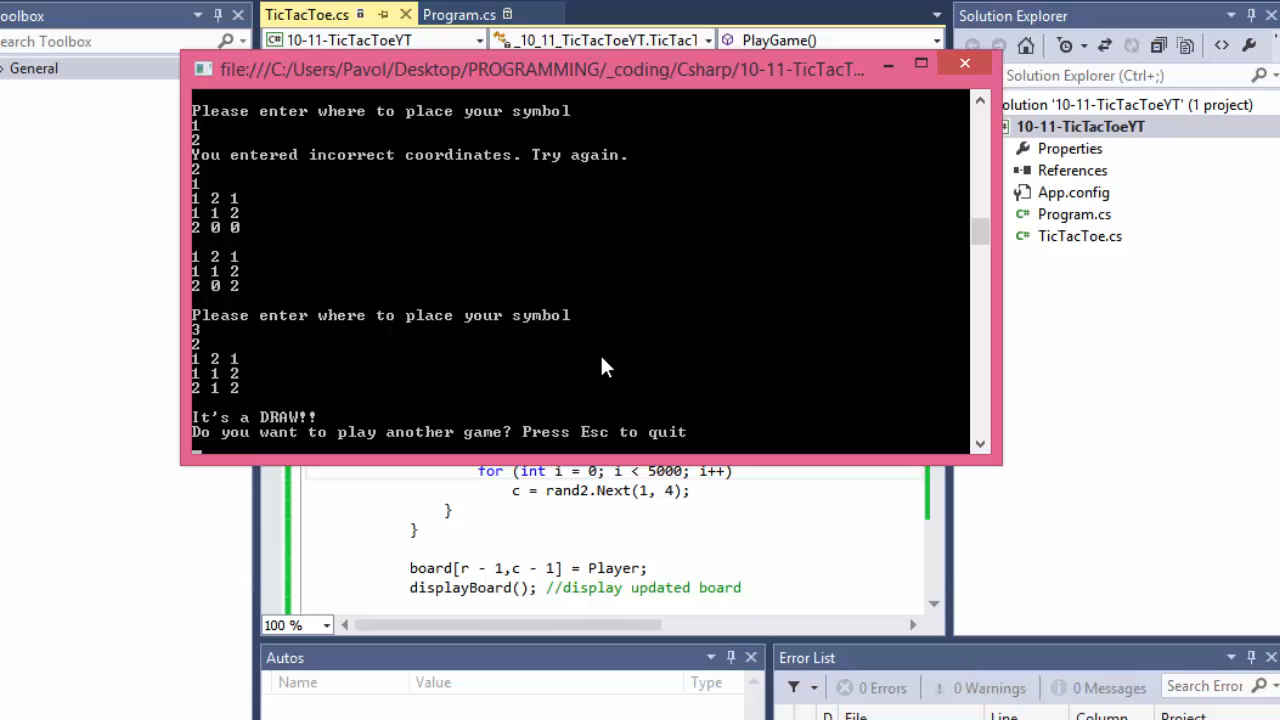 oolbox
TicTacToe.cs
Program.cs
Solution Explorer
earch Toolbox
10-11-TicTacToeYT
_10_11_TicTacToeYT.TicTacT
PlayGame()
General
file:///C:/Users/Pavol/Desktop/PROGRAMMING/_coding/Csharp/10-11-TicTacT...
Search Solution Explorer (Ctrl+;)
olution '10-11-TicTacToeYT' (1 project)
10-11-TicTacToeYT
Properties
References
App.config
Program.cs
TicTacToe.cs
Please enter where to place your symbol
1
2
You entered incorrect coordinates. Try again.
2
1
1 2 1
1 1 2
2 0 0
1 2 1
1 1 2
2 0 2
Please enter where to place your symbol
3
2
1 2 1
1 1 2
2 1 2
It's a DRAW!!
Do you want to play another game? Press Esc to quit
for (int i = 0; i < 5000; i++)
c = rand2.Next(1, 4);
}
}
board[r - 1,c - 1] = Player;
displayBoard(); //display updated board
100 %
Autos
Name
Value
Type
Error List
0 Errors
0 Warnings
0 Messages
Search Error
D
File
Line
Column
Project